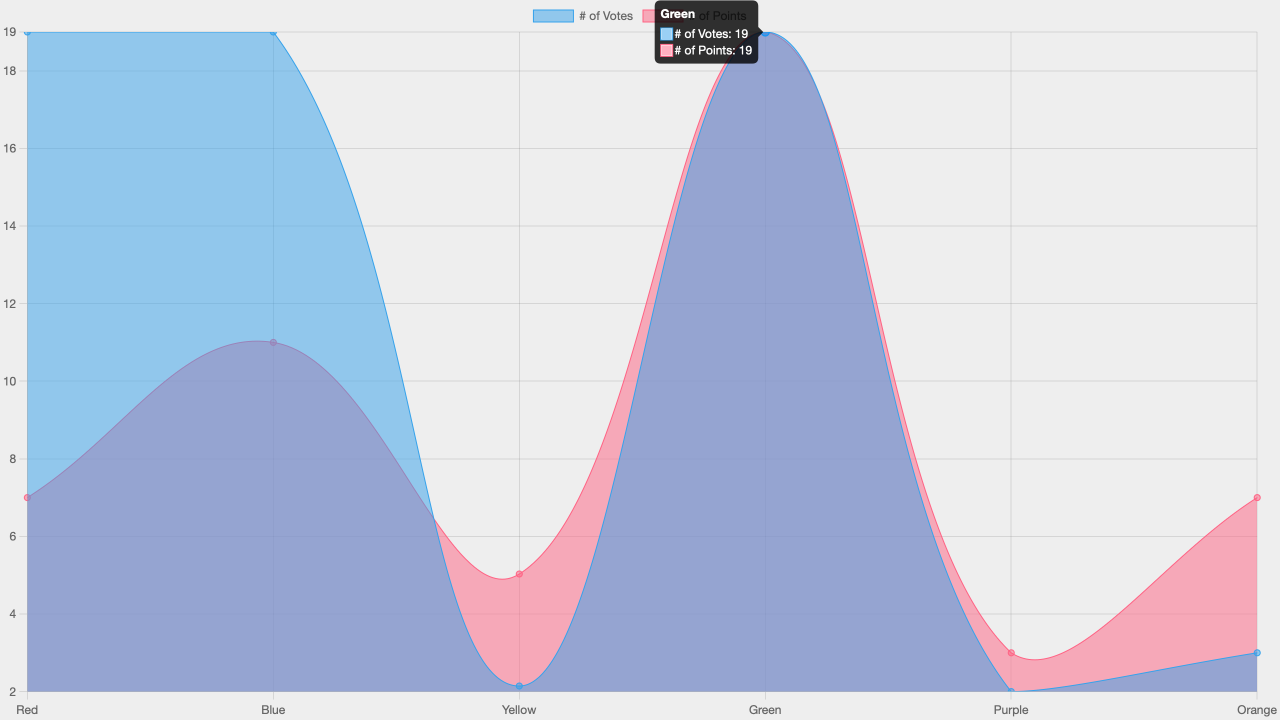 # of Votes
of Points
Green
# of Votes: 19
# of Points: 19
19
18
16
14
12
10
8
6
4
2
Red Blue Yellow Green Purple Orange